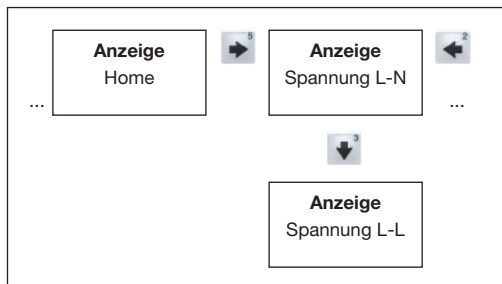 Anzeige
Home
5
Anzeige
Spannung L-N
2
...
...
3
Anzeige
Spannung L-L